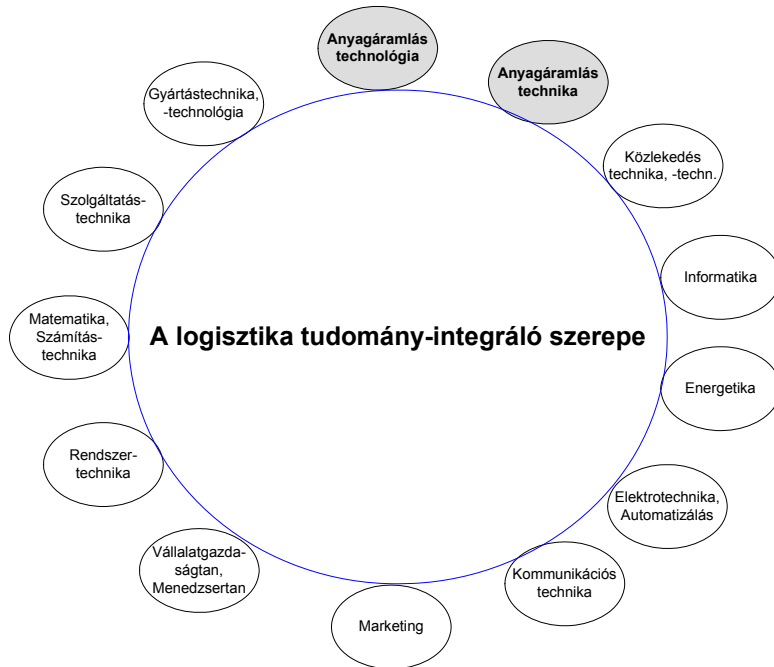 Anyagáramlás
technológia
Anyagáramlás
technika
Gyártástechnika,
-technológia
Közlekedés
technika, -techn.
Szolgáltatás-
technika
Informatika
Matematika,
Számítás-
technika
A logisztika tudomány-integráló szerepe
Energetika
Rendszer-
technika
Elektrotechnika,
Automatizálás
Vállalatgazda-
ságtan,
Menedzsertan
Kommunikációs
technika
Marketing